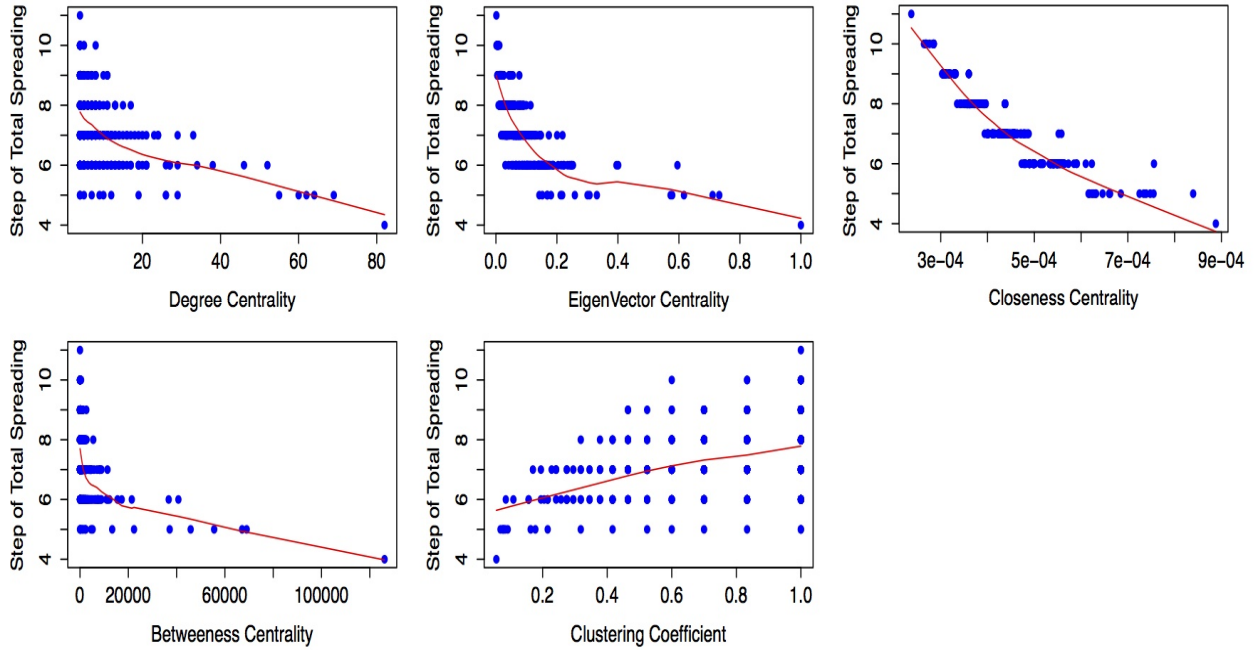 Step of Total Spreading
10
8
6
4
20 40 60 80
Degree Centrality
Step of Total Spreading
10
8
6
4
0.0 0.2 0.4 0.6 0.8 1.0
EigenVector Centrality
Step of Total Spreading
10
8
6
4
3e−04 5e−04 7e−04 9e−04
Closeness Centrality
Step of Total Spreading
10
8
6
4
0 20000 60000 100000
Betweeness Centrality
Step of Total Spreading
10
8
6
4
0.2 0.4 0.6 0.8 1.0
Clustering Coefficient